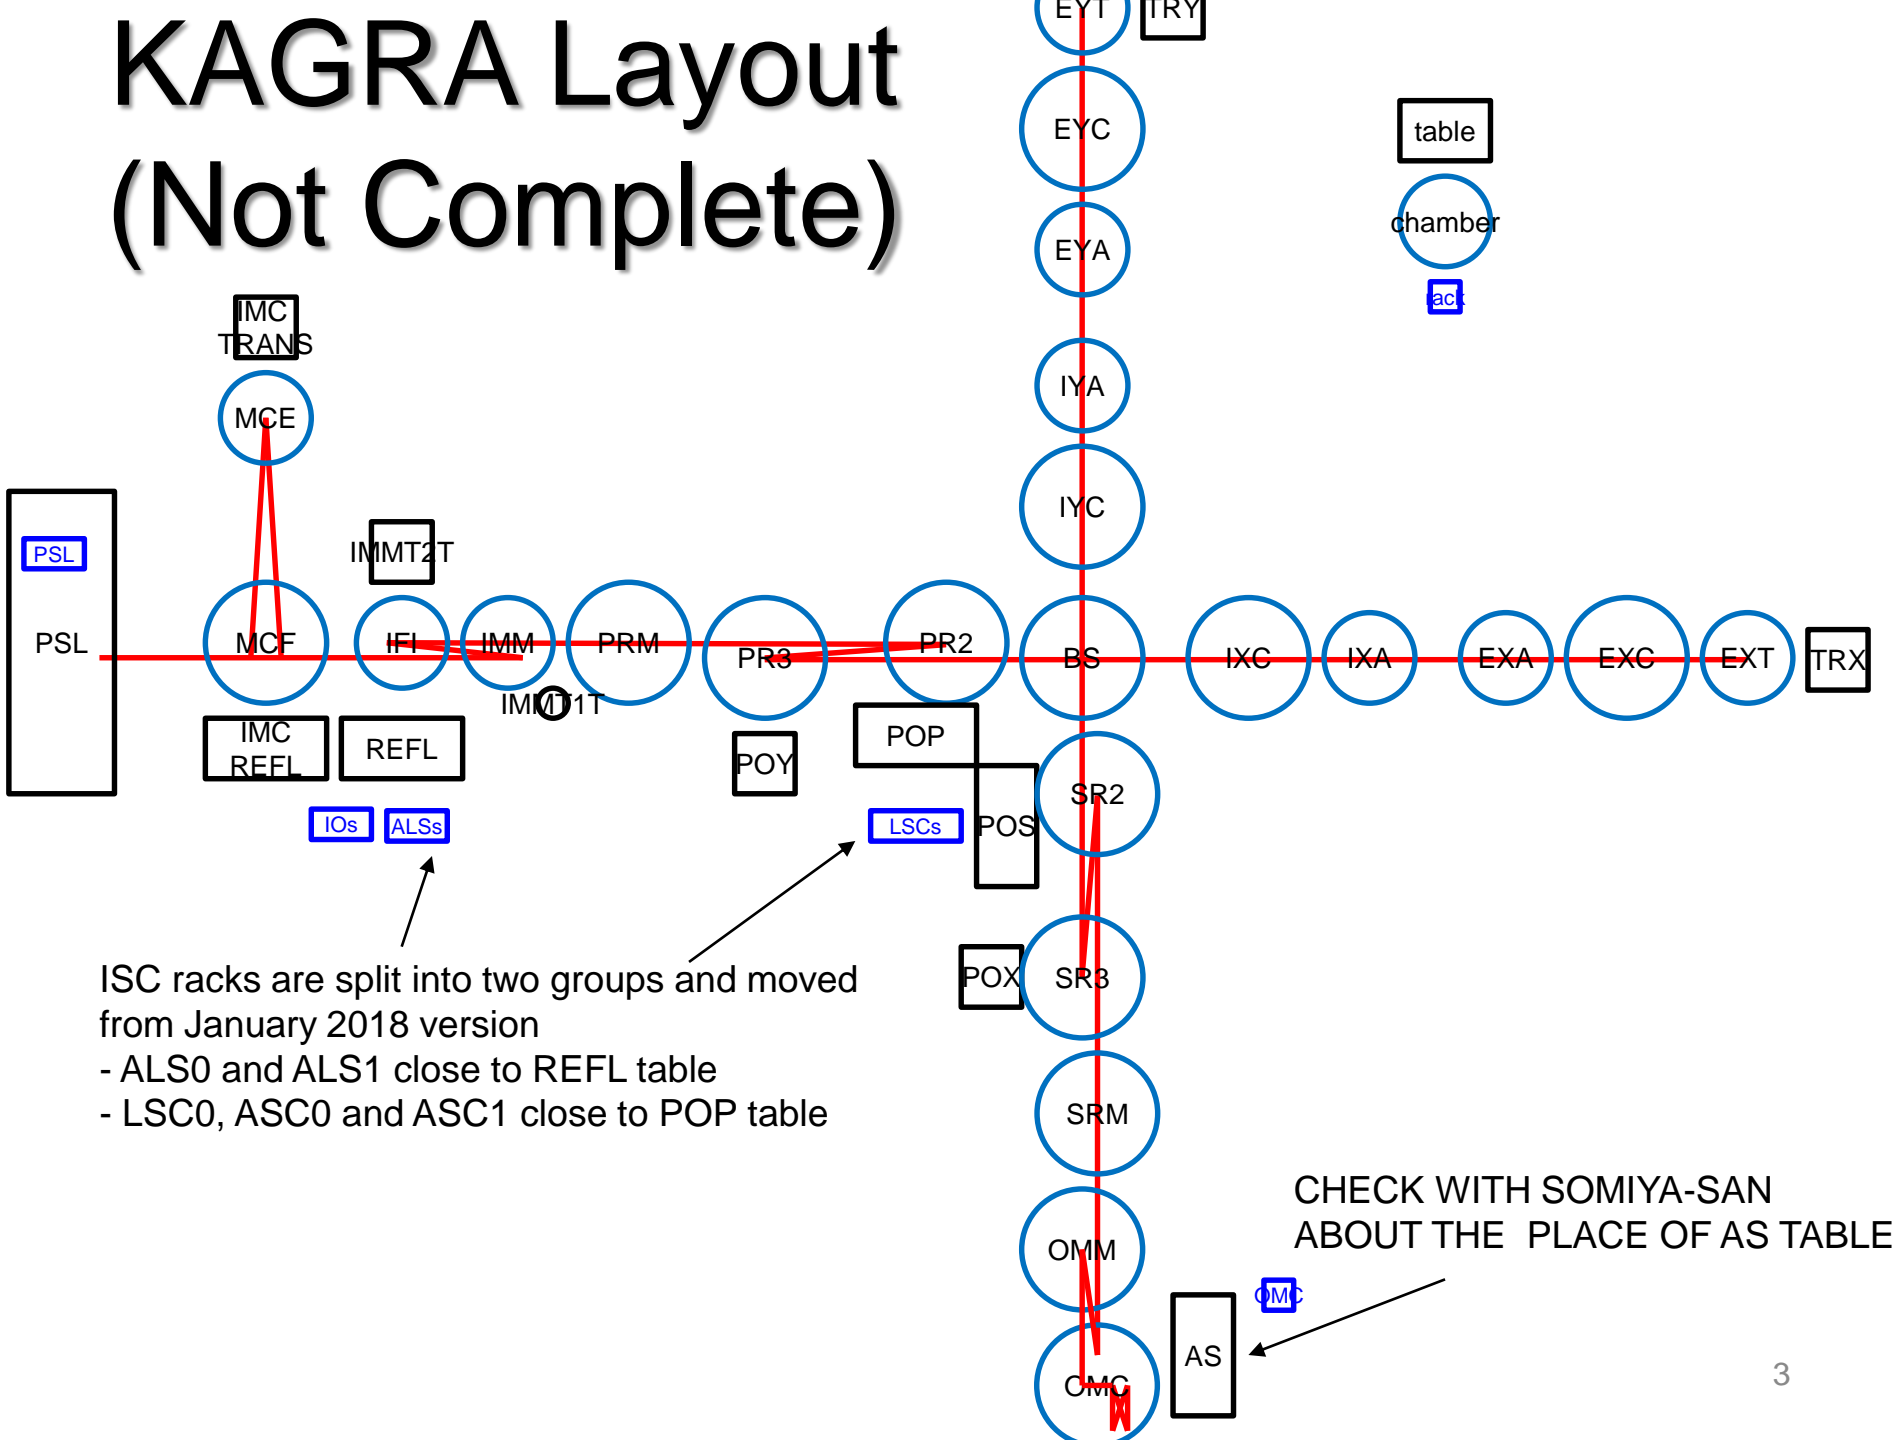 KAGRA Layout
(Not Complete)
EYT
TRY
EYC
table
chamber
rack
EYA
IMC
TRANS
MCE
IYA
IYC
PSL
IMMT2T
PSL
MCF
IFI
IMM
PRM
PR3
PR2
BS
IXC
IXA
EXA
EXC
EXT
TRX
IMMT1T
IMC
REFL
REFL
POY
POP
SR2
IOs
ALSs
LSCs
POS
POX
SR3
ISC racks are split into two groups and moved
from January 2018 version
- ALS0 and ALS1 close to REFL table
- LSC0, ASC0 and ASC1 close to POP table
SRM
CHECK WITH SOMIYA-SAN
ABOUT THE  PLACE OF AS TABLE
OMM
OMC
AS
OMC
3